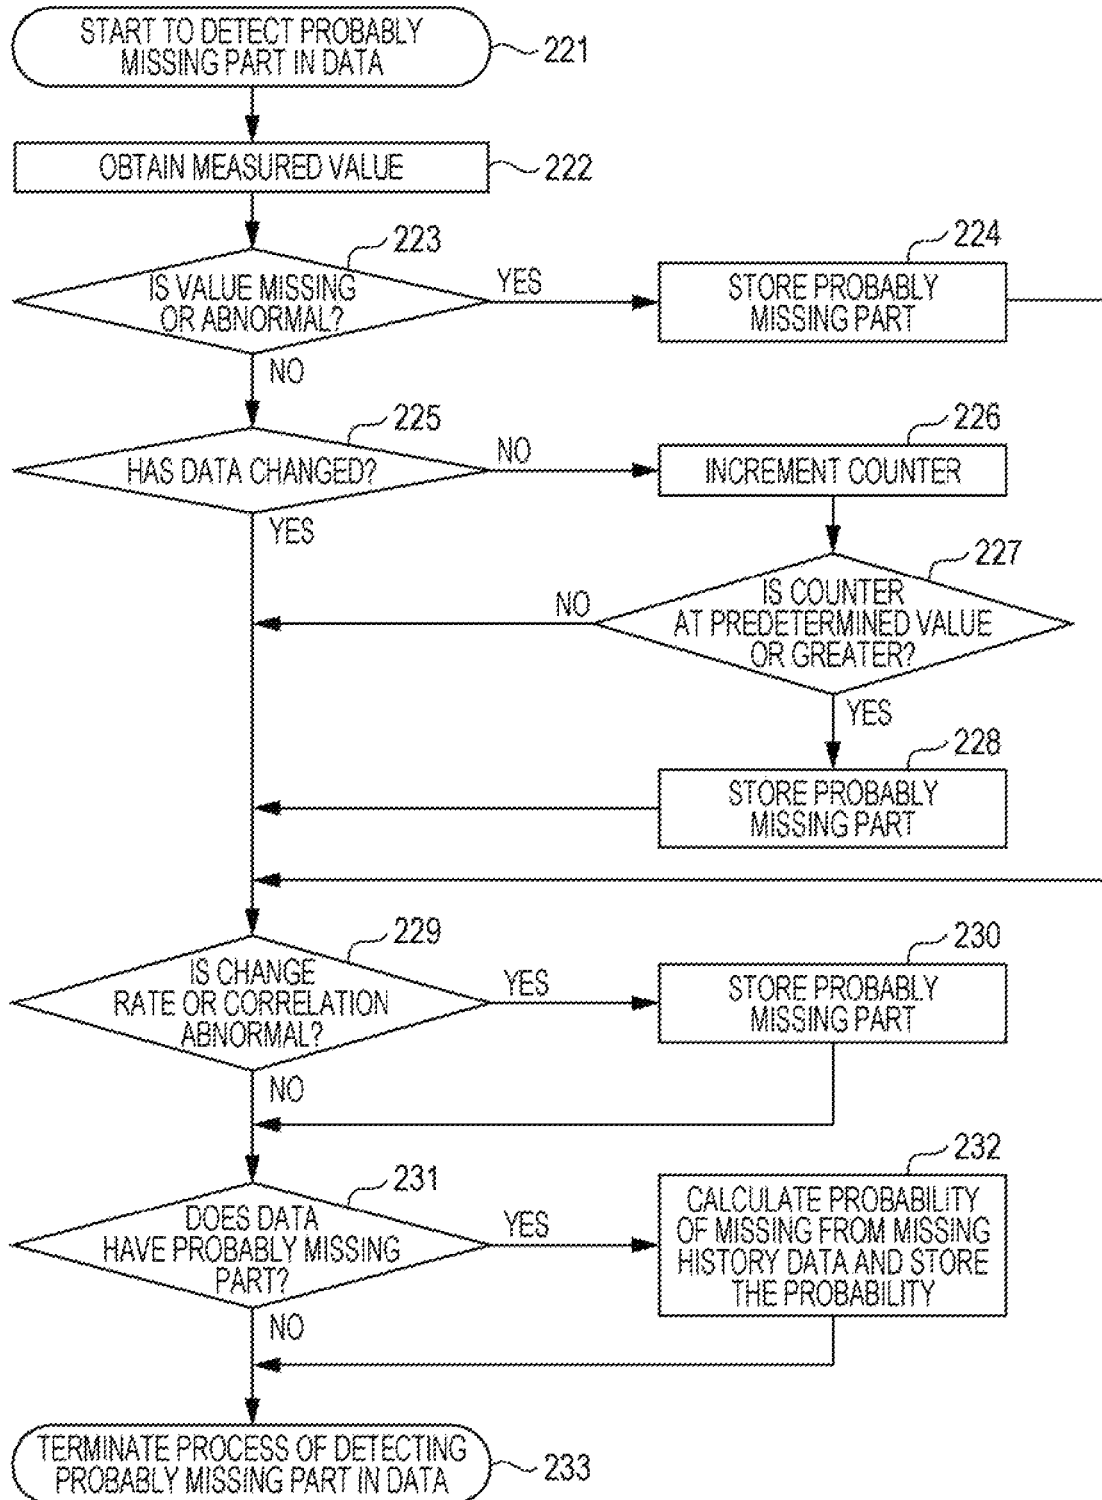 START TO DETECT PROBABLY
MISSING PART IN DATA
221
OBTAIN MEASURED VALUE
222
223
IS VALUE MISSING
OR ABNORMAL?
YES
NO
224
STORE PROBABLY
MISSING PART
225
HAS DATA CHANGED?
NO
YES
226
INCREMENT COUNTER
227
IS COUNTER
AT PREDETERMINED VALUE
OR GREATER?
NO
YES
228
STORE PROBABLY
MISSING PART
229
IS CHANGE
RATE OR CORRELATION
ABNORMAL?
YES
NO
230
STORE PROBABLY
MISSING PART
231
DOES DATA
HAVE PROBABLY MISSING
PART?
YES
NO
232
CALCULATE PROBABILITY
OF MISSING FROM MISSING
HISTORY DATA AND STORE
THE PROBABILITY
TERMINATE PROCESS OF DETECTING
PROBABLY MISSING PART IN DATA
233